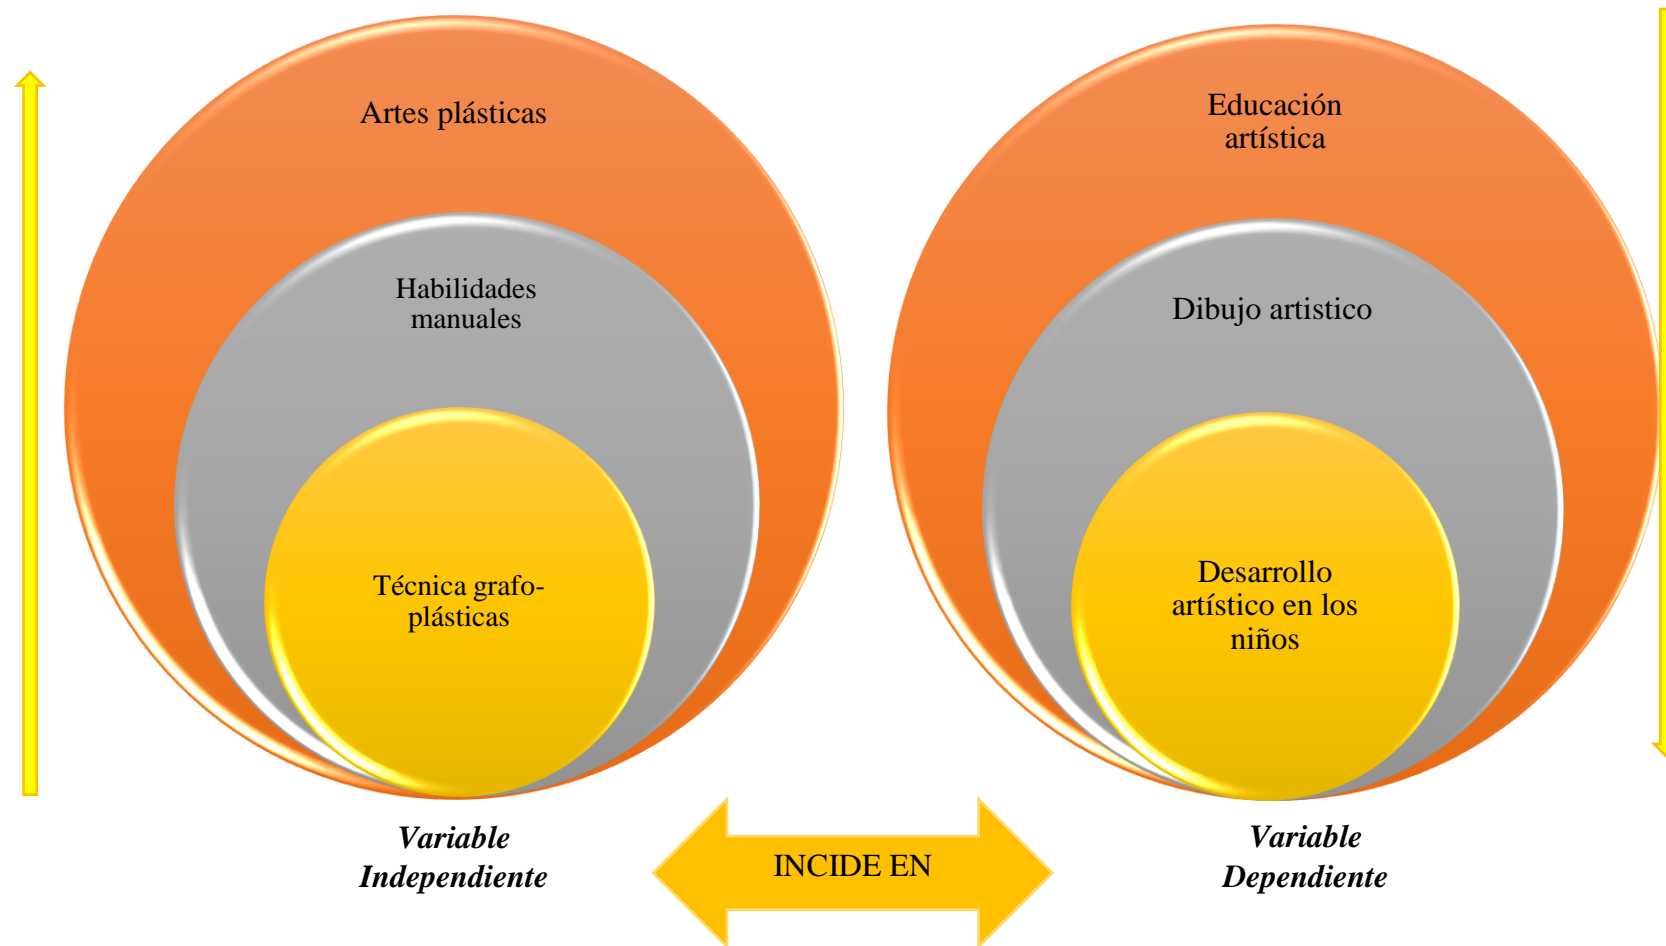 Artes plásticas
Habilidades
manuales
Técnica grafo-
plásticas
Variable
Independiente
INCIDE EN
Educación
artística
Dibujo artistico
Desarrollo
artístico en los
niños
Variable
Dependiente